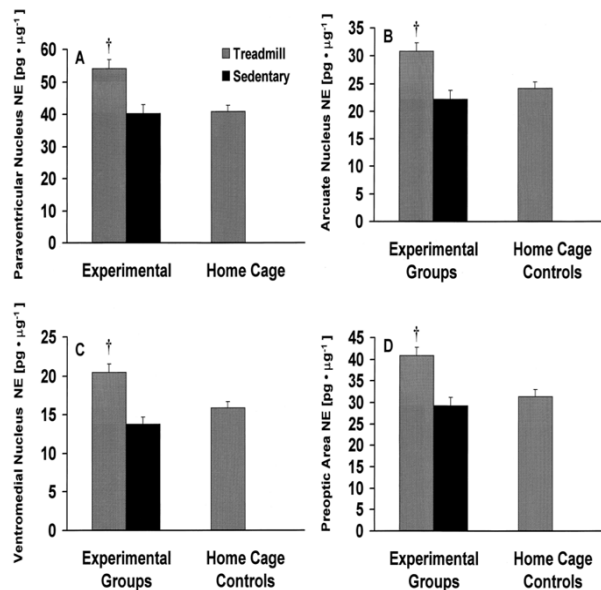 Paraventricular Nucleus NE [pg • μg⁻¹ ]
60
50
40
30
20
10
0
A
†
Treadmill
Sedentary
Experimental
Home Cage
Arcuate Nucleus NE [pg • μg⁻¹ ]
35
30
25
20
15
10
5
0
B
†
Experimental
Groups
Home Cage
Controls
Ventromedial Nucleus NE [pg • μg⁻¹ ]
25
20
15
10
5
0
C
†
Experimental
Groups
Home Cage
Controls
Preoptic Area NE [pg • μg⁻¹ ]
45
40
35
30
25
20
15
10
5
0
D
†
Experimental
Groups
Home Cage
Controls